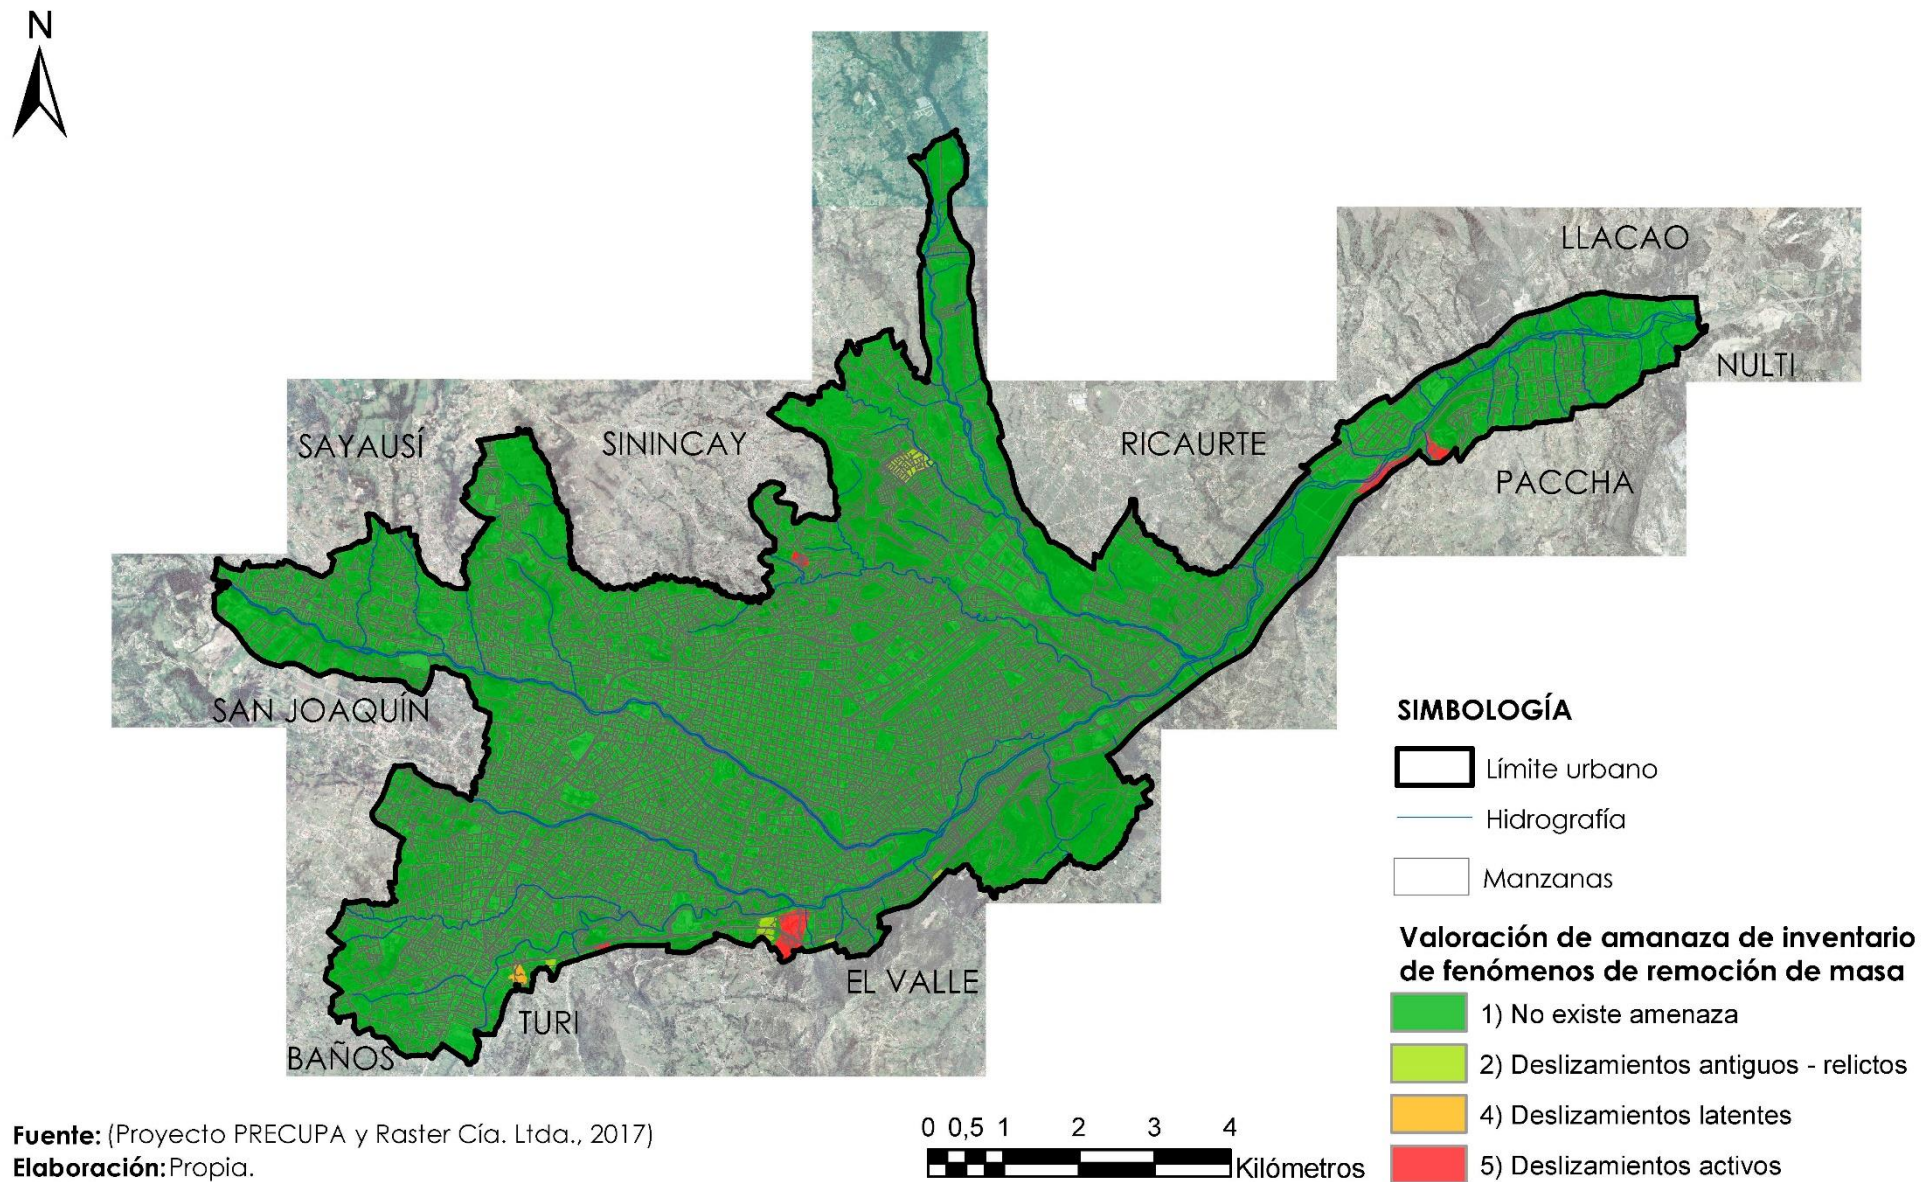 N
LLACAO
NULTI
SAYAUSÍ
SININCAY
RICAURTE
PACCHA
SAN JOAQUÍN
EL VALLE
TURI
BAÑOS
SIMBOLOGÍA
Límite urbano
Hidrografía
Manzanas
Valoración de amanaza de inventario
de fenómenos de remoción de masa
1) No existe amenaza
2) Deslizamientos antiguos - relictos
4) Deslizamientos latentes
5) Deslizamientos activos
0 0,5 1 2 3 4
Kilómetros
Fuente: (Proyecto PRECUPA y Raster Cía. Ltda., 2017)
Elaboración: Propia.